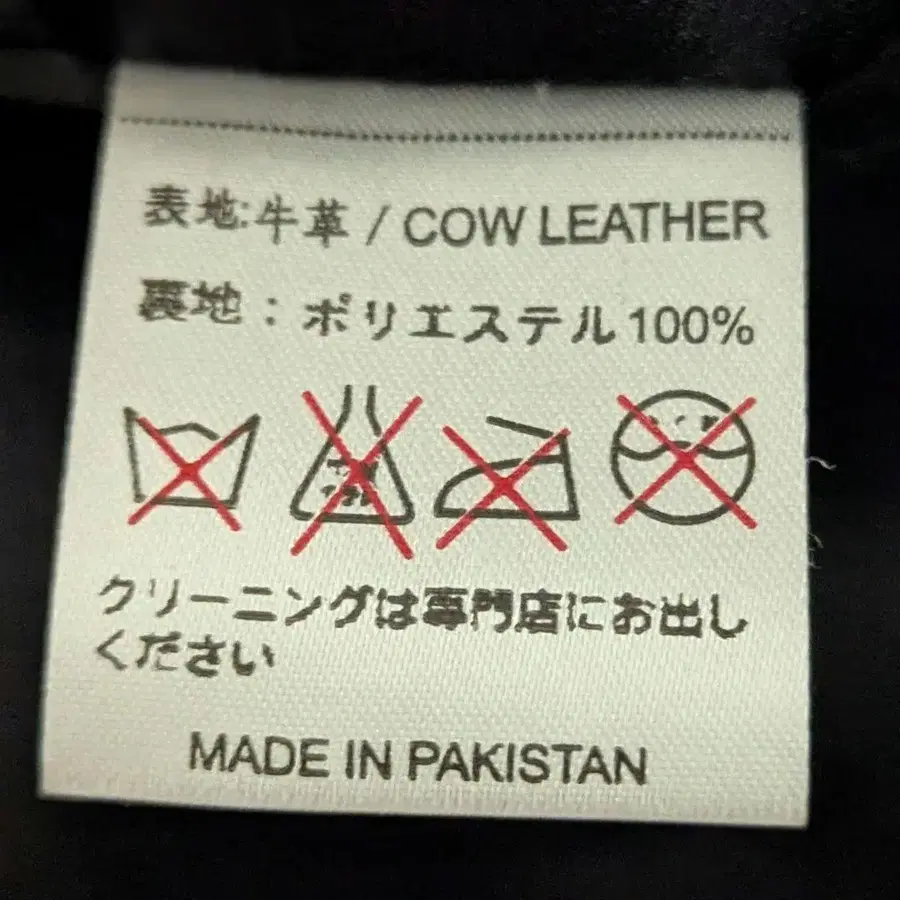 表地:牛革 / COW LEATHER
裏地：ポリエステル100%
クリーニングは専門店にお出し
ください
MADE IN PAKISTAN